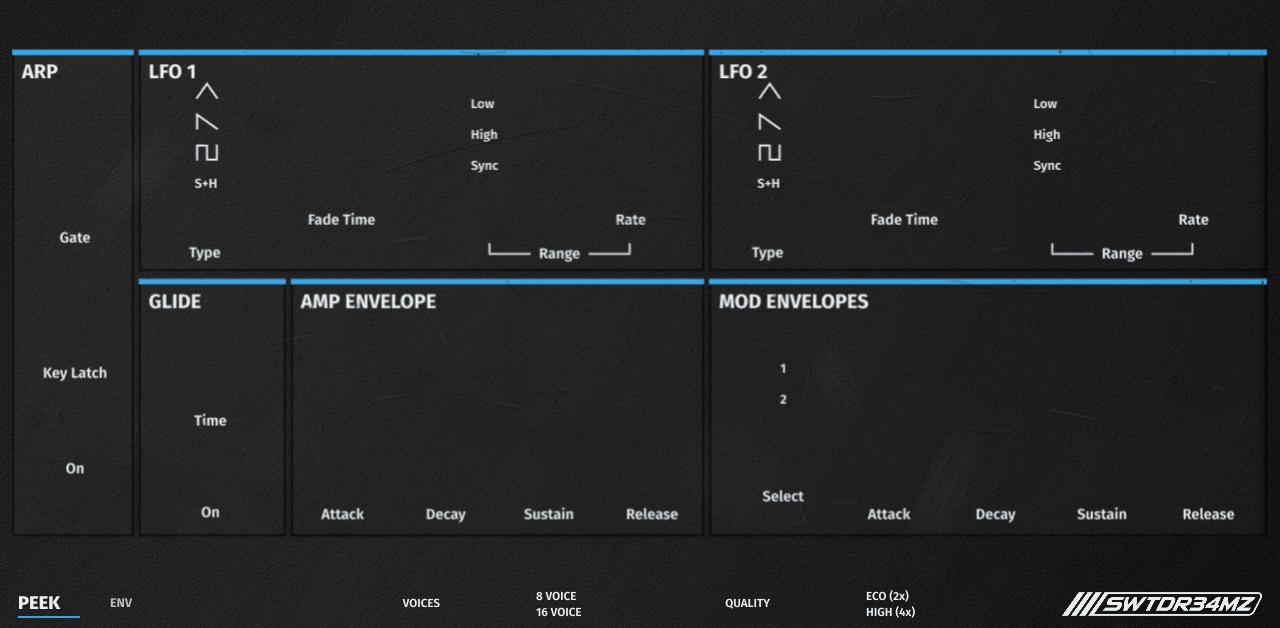 ARP
Gate
Key Latch
On
LFO 1
S+H
Type
Fade Time
Low
High
Sync
Rate
Range
LFO 2
S+H
Type
Fade Time
Low
High
Sync
Rate
Range
GLIDE
Time
On
AMP ENVELOPE
Attack Decay Sustain Release
MOD ENVELOPES
1
2
Select
Attack Decay Sustain Release
PEEK ENV VOICES
8 VOICE
16 VOICE
QUALITY
ECO (2x)
HIGH (4x)
SWTDR34MZ